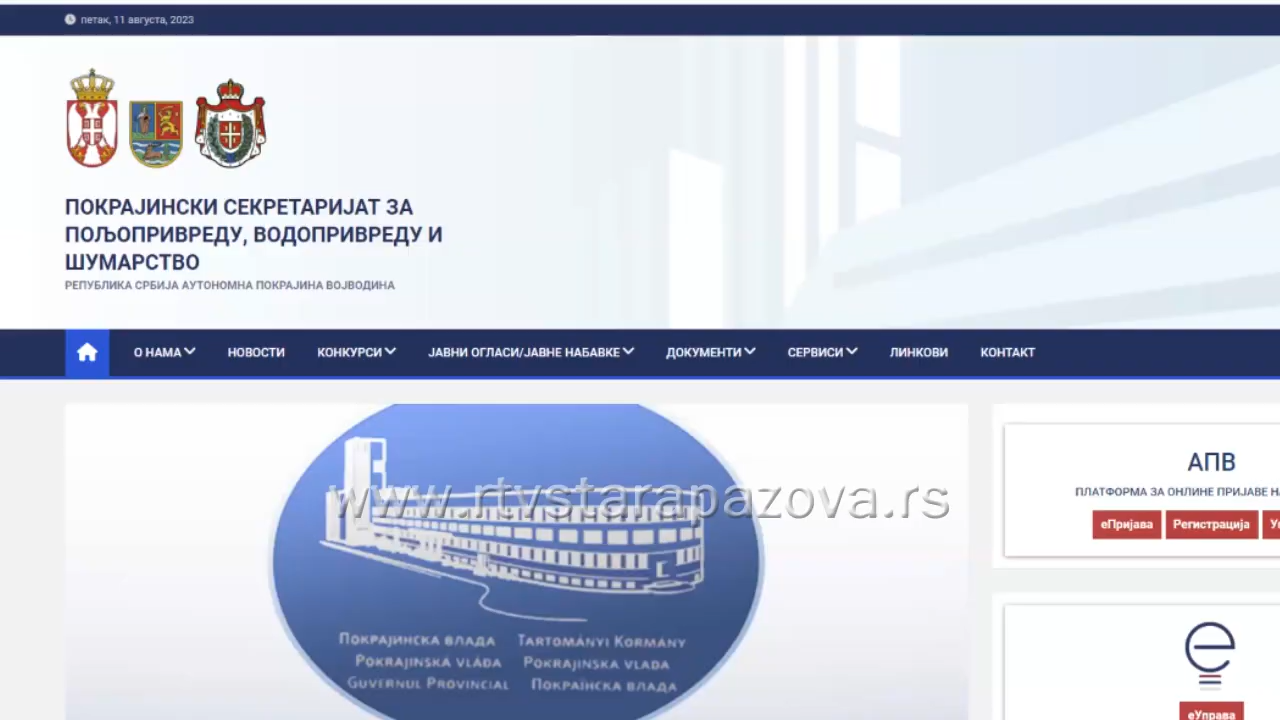 петак, 11 августа, 2023
ПОКРАЈИНСКИ СЕКРЕТАРИЈАТ ЗА
ПОЉОПРИВРЕДУ, ВОДОПРИВРЕДУ И
ШУМАРСТВО
РЕПУБЛИКА СРБИЈА АУТОНОМНА ПОКРАЈИНА ВОЈВОДИНА
О НАМА НОВОСТИ КОНКУРСИ ЈАВНИ ОГЛАСИ/ЈАВНЕ НАБАВКЕ ДОКУМЕНТИ СЕРВИСИ ЛИНКОВИ КОНТАКТ
www.rtvstarapazova.rs
ПОКРАЈИНСКА ВЛАДА TARTOMÁNYI KORMÁNY
POKRAJINSKA VLADA POKRAJINSKA VLADA
GUVERNUL PROVINCIAL ПОКРАЇНСКА ВЛАДА
АПВ
ПЛАТФОРМА ЗА ОНЛИНЕ ПРИЈАВЕ
еПријава Регистрација
еУправа